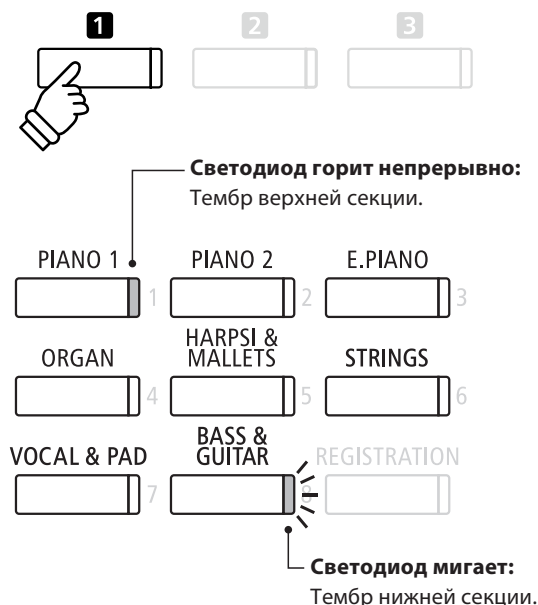 1 2 3
Светодиод горит непрерывно:
Тембр верхней секции.
PIANO 1 PIANO 2 E.PIANO
1 2 3
ORGAN HARPSI & MALLETS STRINGS
4 5 6
VOCAL & PAD BASS & GUITAR REGISTRATION
7 8
Светодиод мигает:
Тембр нижней секции.